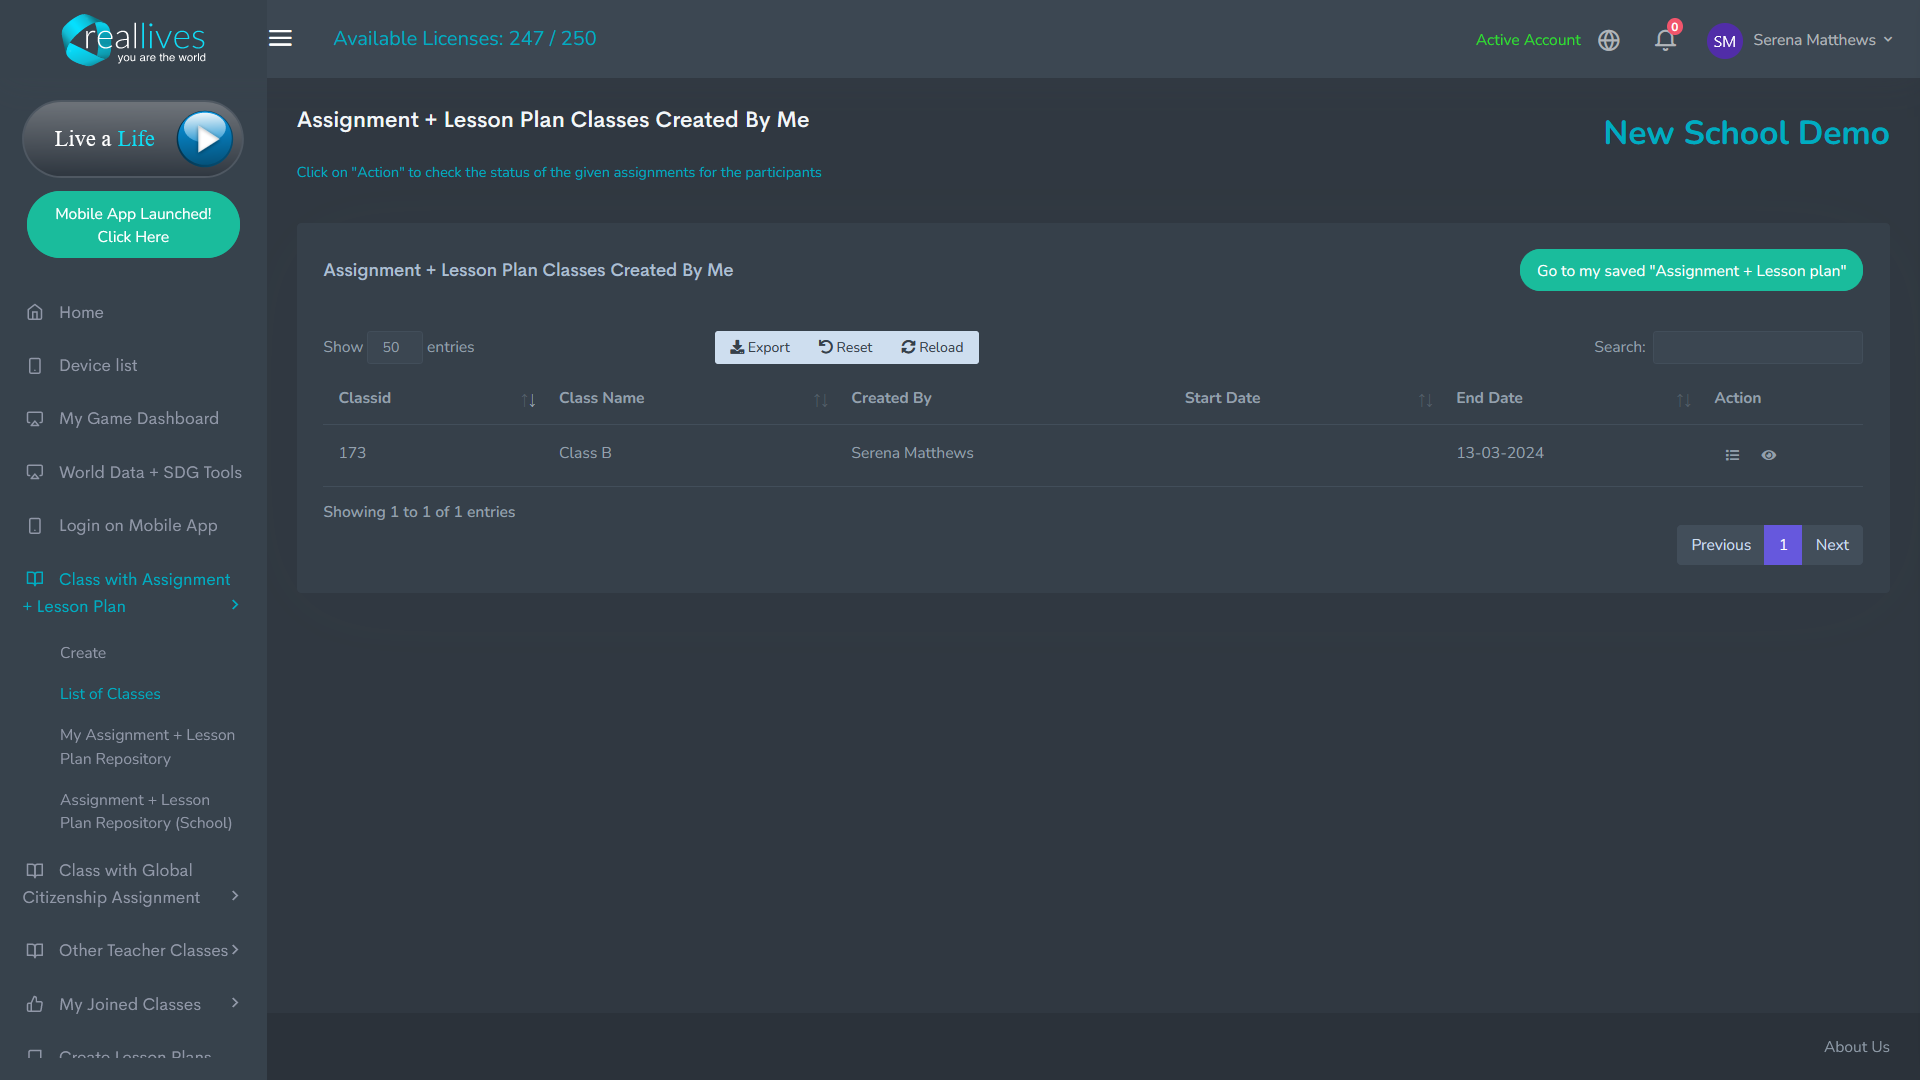 reallives
you are the world
Available Licenses: 247 / 250
Active Account
0
SM
Serena Matthews
Live a Life
Mobile App Launched!
Click Here
Home
Device list
My Game Dashboard
World Data + SDG Tools
Login on Mobile App
Class with Assignment
+ Lesson Plan
Create
List of Classes
My Assignment + Lesson
Plan Repository
Assignment + Lesson
Plan Repository (School)
Class with Global
Citizenship Assignment
Other Teacher Classes
My Joined Classes
Create Lesson Plans
Assignment + Lesson Plan Classes Created By Me
New School Demo
Click on "Action" to check the status of the given assignments for the participants
Assignment + Lesson Plan Classes Created By Me
Go to my saved "Assignment + Lesson plan"
Show 50 entries
Export Reset Reload
Search:
Classid Class Name Created By Start Date End Date Action
173 Class B Serena Matthews 13-03-2024
Showing 1 to 1 of 1 entries
Previous 1 Next
About Us